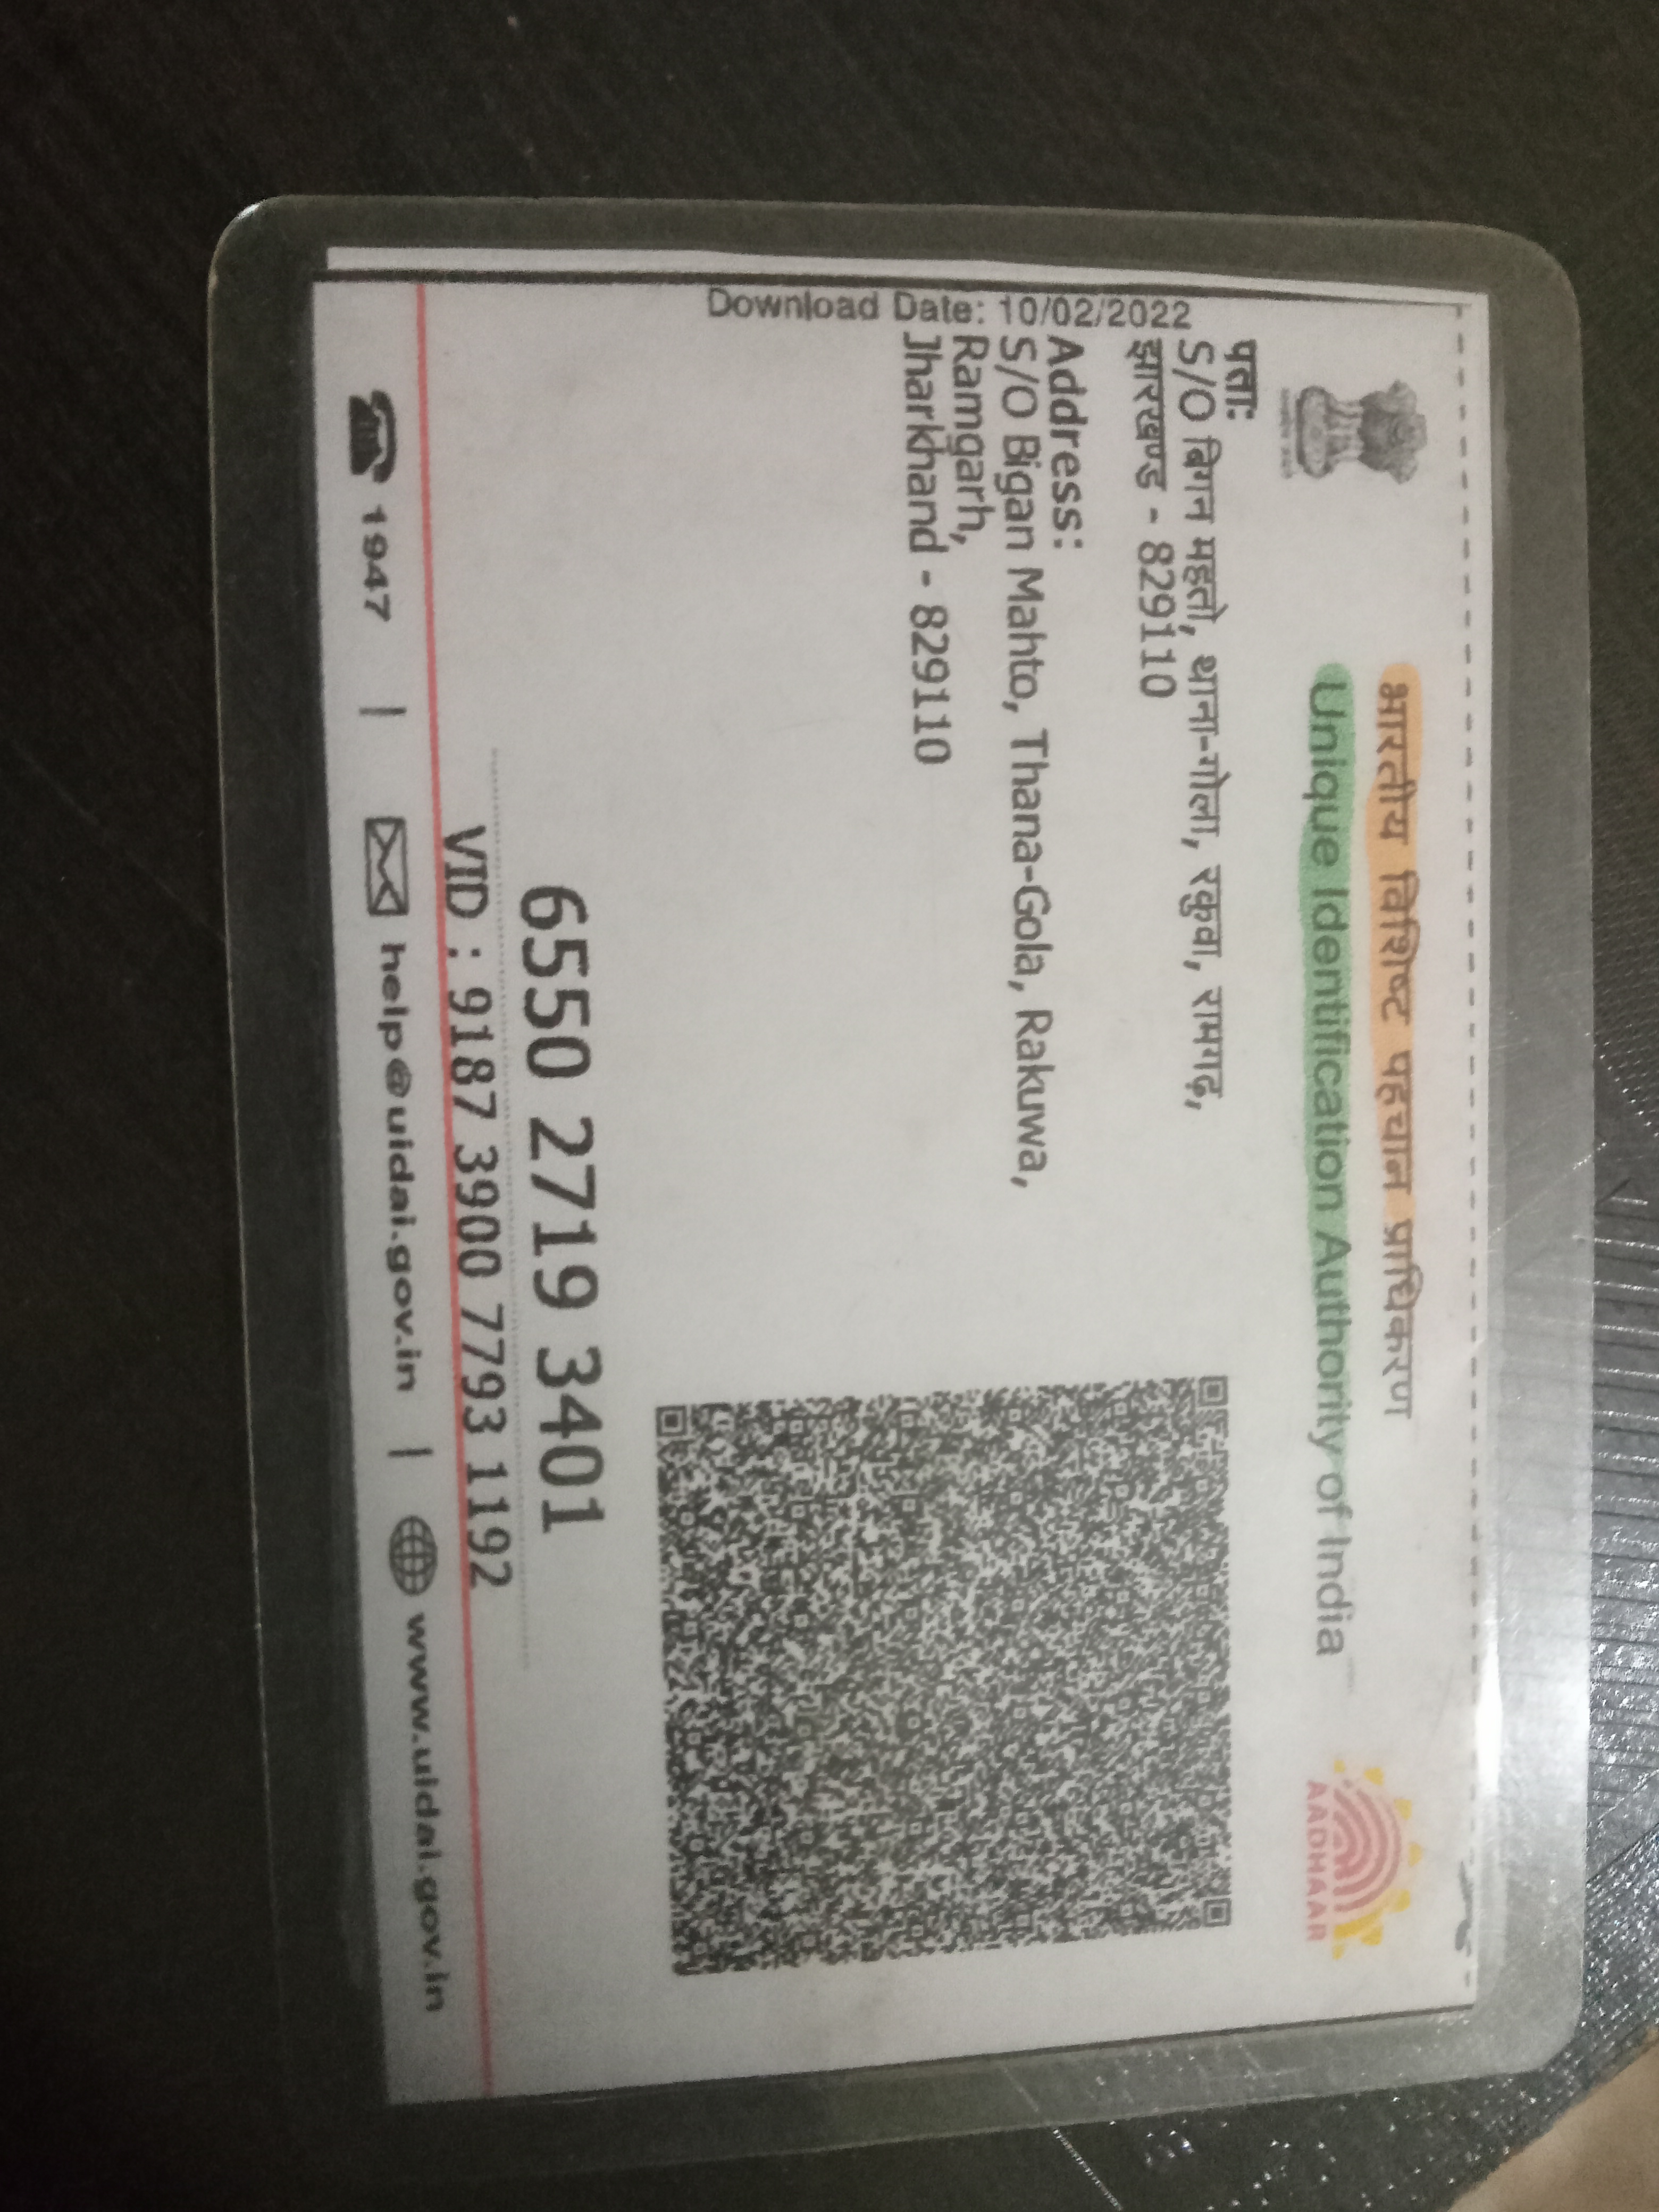 भारतीय विशिष्ट पहचान प्राधिकरण
Unique Identification Authority of India
AADHAAR
Download Date: 10/02/2022
पता:
S/O बिगन महतो, थाना-गोला, रकुवा, रामगढ़,
झारखण्ड - 829110
Address:
S/O Bigan Mahto, Thana-Gola, Rakuwa,
Ramgarh,
Jharkhand - 829110
6550 2719 3401
VID : 9187 3900 7793 1192
1947 | help@uidai.gov.in | www.uidai.gov.in